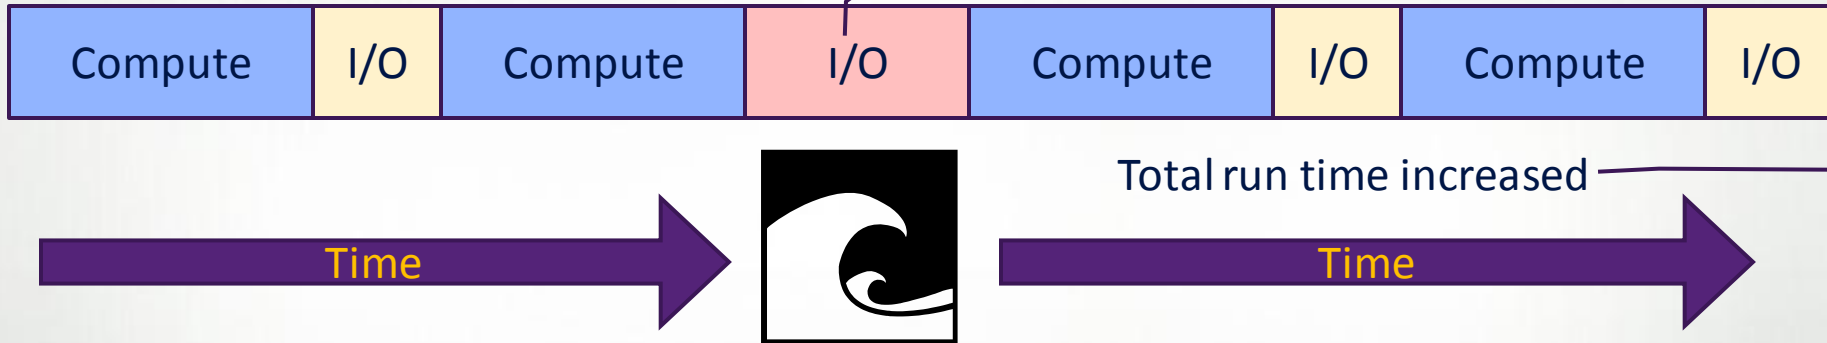 Compute I/O Compute I/O Compute I/O Compute I/O
Total run time increased
Time Time